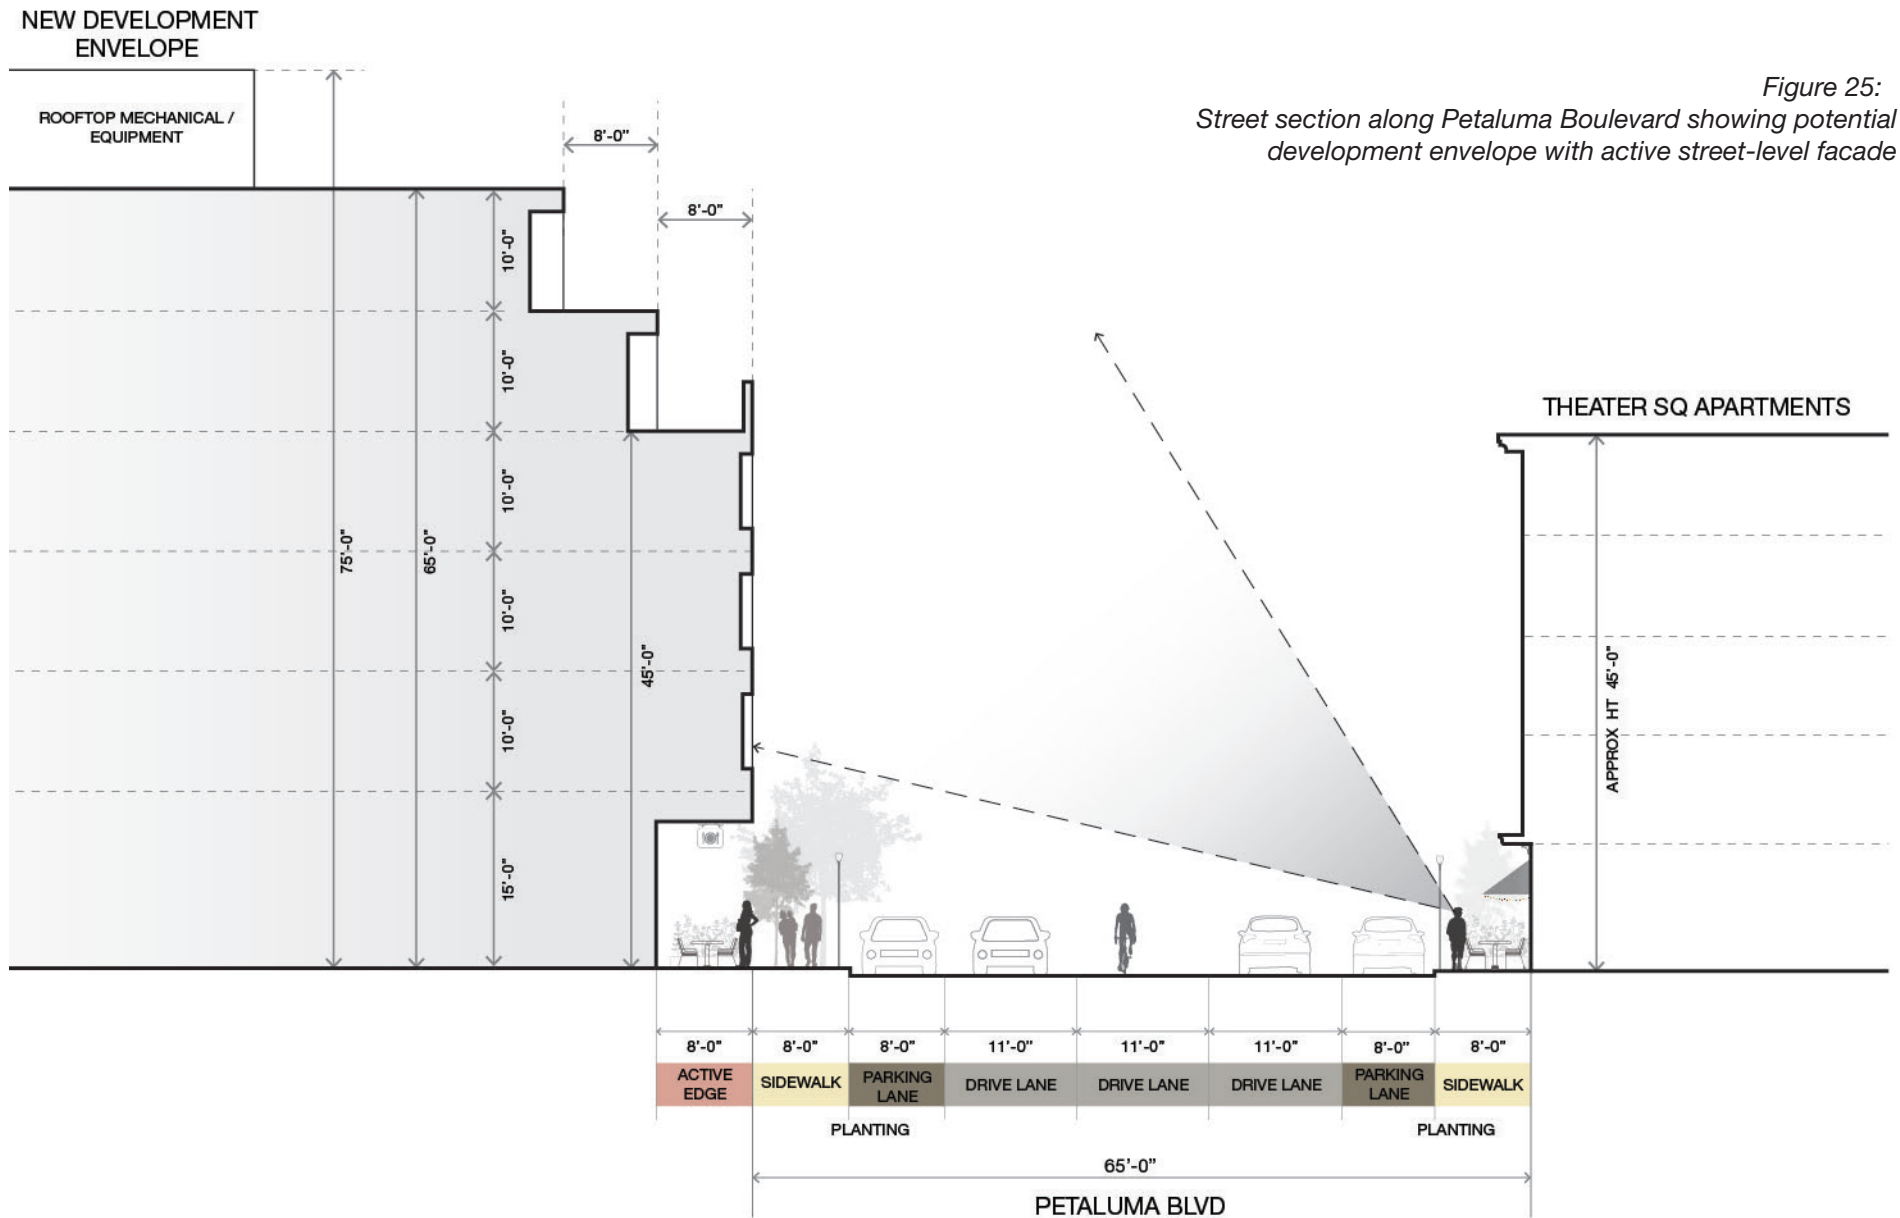 NEW DEVELOPMENT
ENVELOPE
ROOFTOP MECHANICAL /
EQUIPMENT
Figure 25:
Street section along Petaluma Boulevard showing potential
development envelope with active street-level facade
8'-0"
8'-0"
10'-0"
10'-0"
10'-0"
10'-0"
10'-0"
15'-0"
75'-0"
65'-0"
45'-0"
THEATER SQ APARTMENTS
APPROX HT 45'-0"
8'-0" 8'-0" 8'-0" 11'-0" 11'-0" 11'-0" 8'-0" 8'-0"
ACTIVE
EDGE
SIDEWALK
PARKING
LANE
DRIVE LANE
DRIVE LANE
DRIVE LANE
PARKING
LANE
SIDEWALK
PLANTING
PLANTING
65'-0"
PETALUMA BLVD